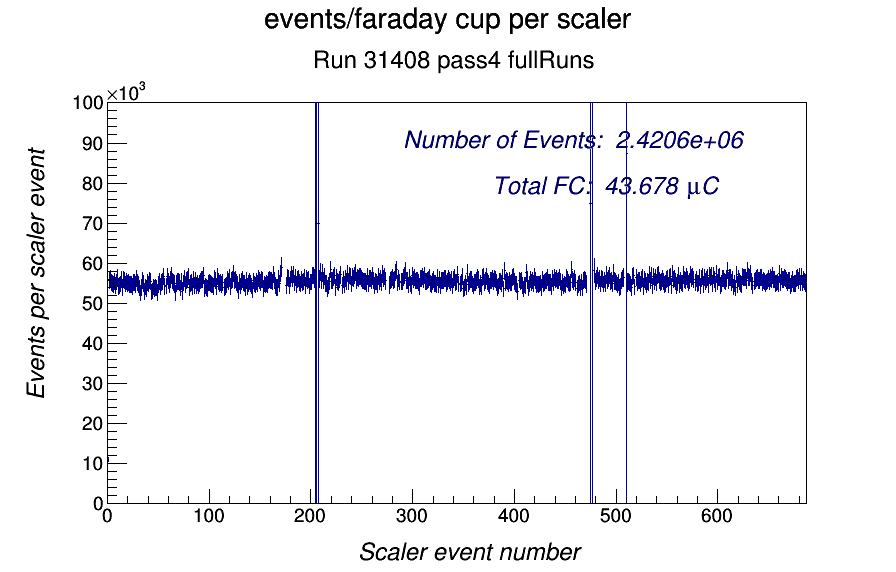 events/faraday cup per scaler
Run 31408 pass4 fullRuns
×10³
100
90
80
70
60
50
40
30
20
10
0
Events per scaler event
Number of Events: 2.4206e+06
Total FC: 43.678 μC
0 100 200 300 400 500 600
Scaler event number